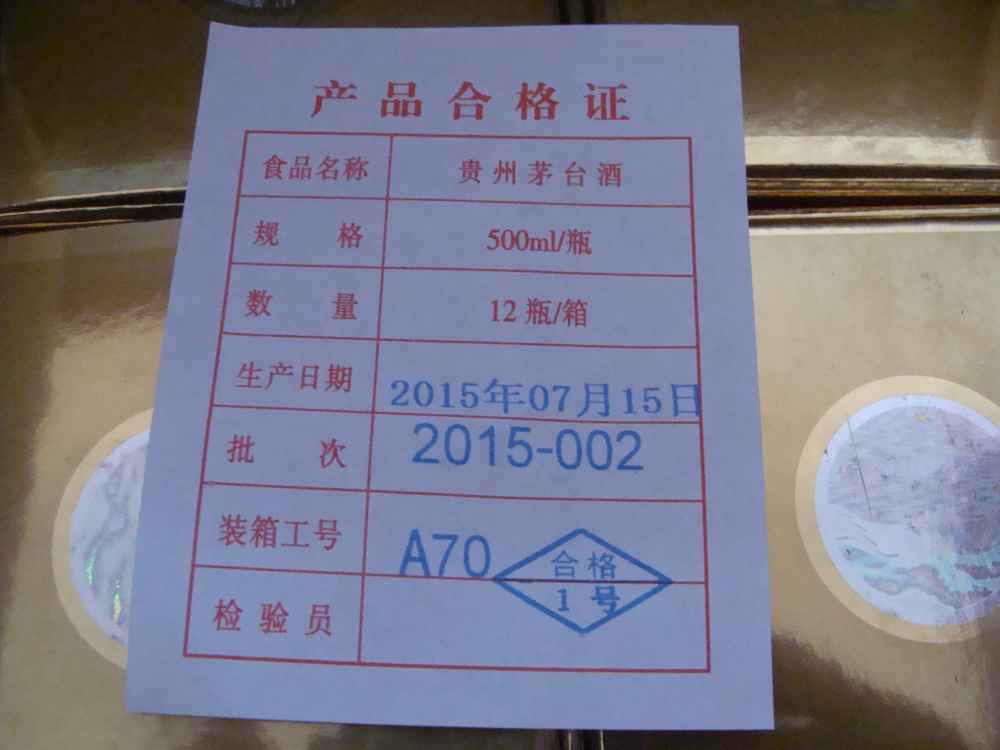 产品合格证
食品名称 贵州茅台酒
规 格 500ml/瓶
数 量 12 瓶/箱
生产日期 2015年07月15日
批 次 2015-002
装箱工号 A70
合格
检验员 1 号